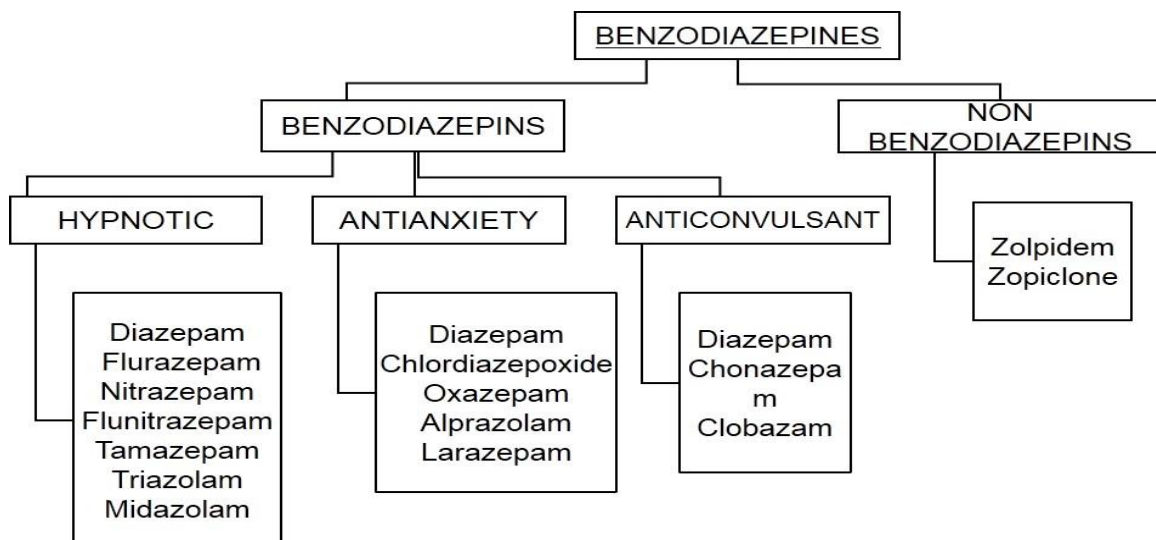 BENZODIAZEPINES
BENZODIAZEPINS
NON
BENZODIAZEPINS
HYPNOTIC
ANTIANXIETY
ANTICONVULSANT
Zolpidem
Zopiclone
Diazepam
Flurazepam
Nitrazepam
Flunitrazepam
Tamazepam
Triazolam
Midazolam
Diazepam
Chlordiazepoxide
Oxazepam
Alprazolam
Larazepam
Diazepam
Chonazepa
m
Clobazam